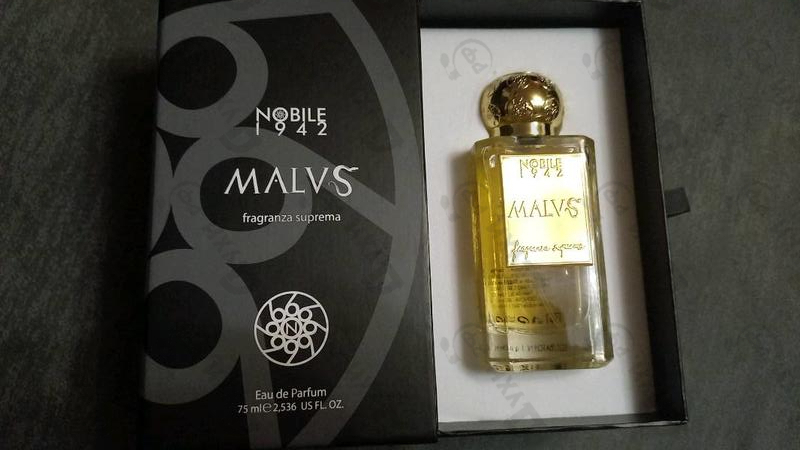 NOBILE
1942
MALVS
fragranza suprema
N
Eau de Parfum
75 ml ℮ 2,536 US FL. OZ.
NOBILE
1942
MALVS
fragranza suprema